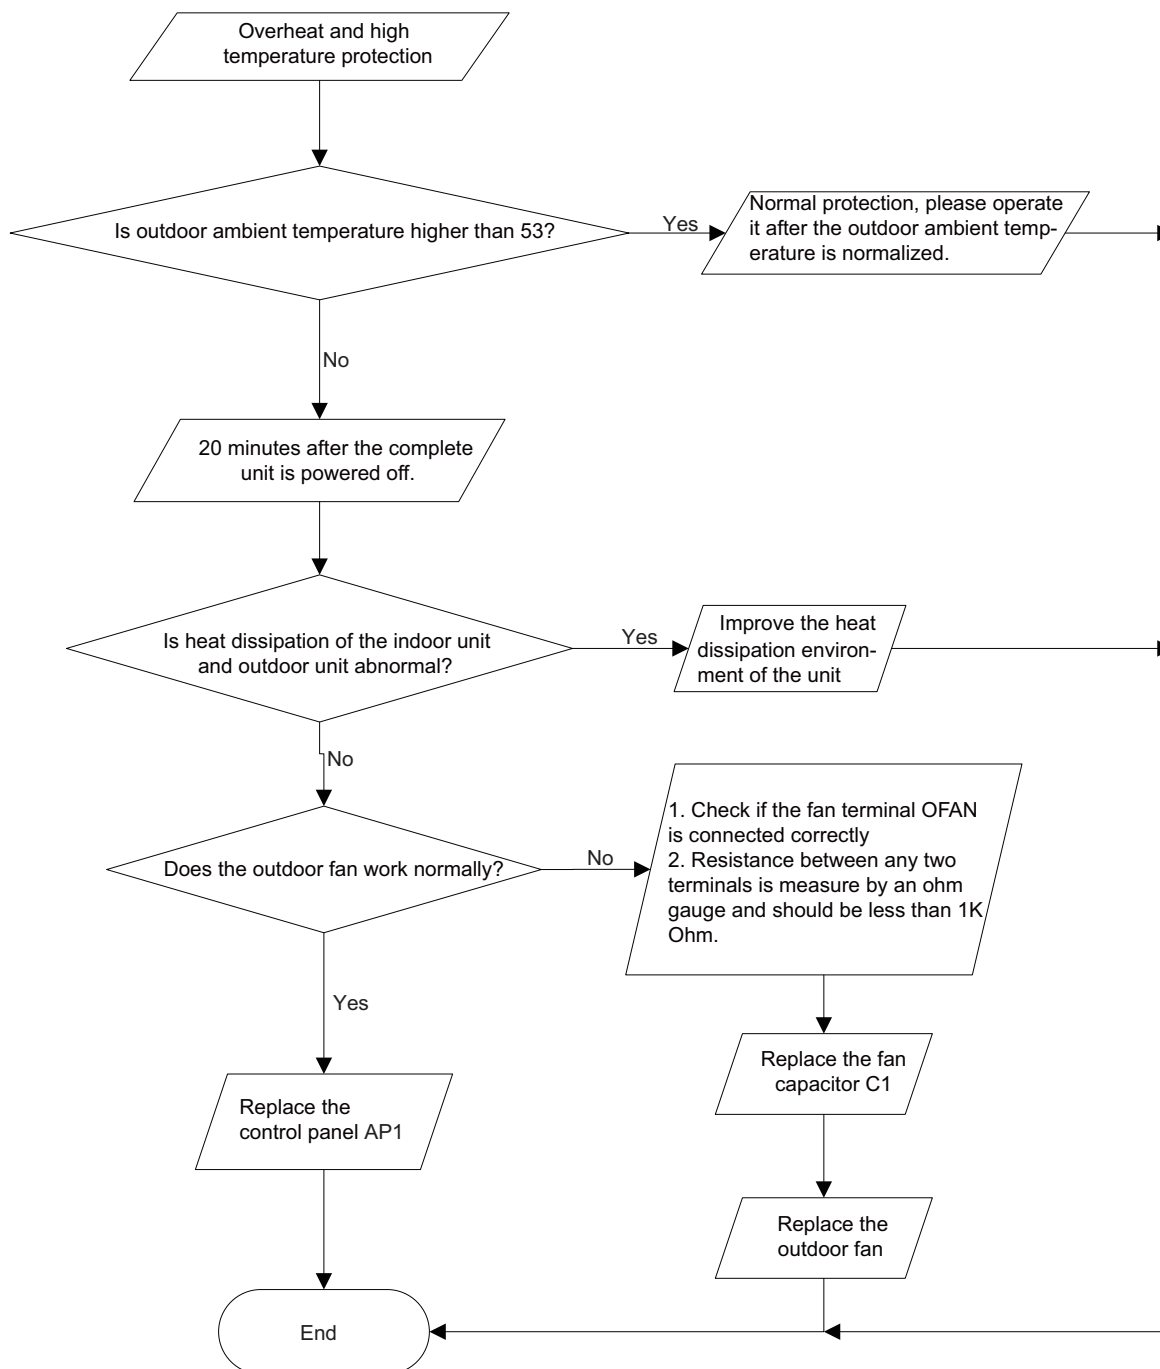 Overheat and high
temperature protection
Is outdoor ambient temperature higher than 53?
Yes
Normal protection, please operate
it after the outdoor ambient temp-
erature is normalized.
No
20 minutes after the complete
unit is powered off.
Is heat dissipation of the indoor unit
and outdoor unit abnormal?
Yes
Improve the heat
dissipation environ-
ment of the unit
No
Does the outdoor fan work normally?
No
1. Check if the fan terminal OFAN
is connected correctly
2. Resistance between any two
terminals is measure by an ohm
gauge and should be less than 1K
Ohm.
Yes
Replace the fan
capacitor C1
Replace the
control panel AP1
Replace the
outdoor fan
End